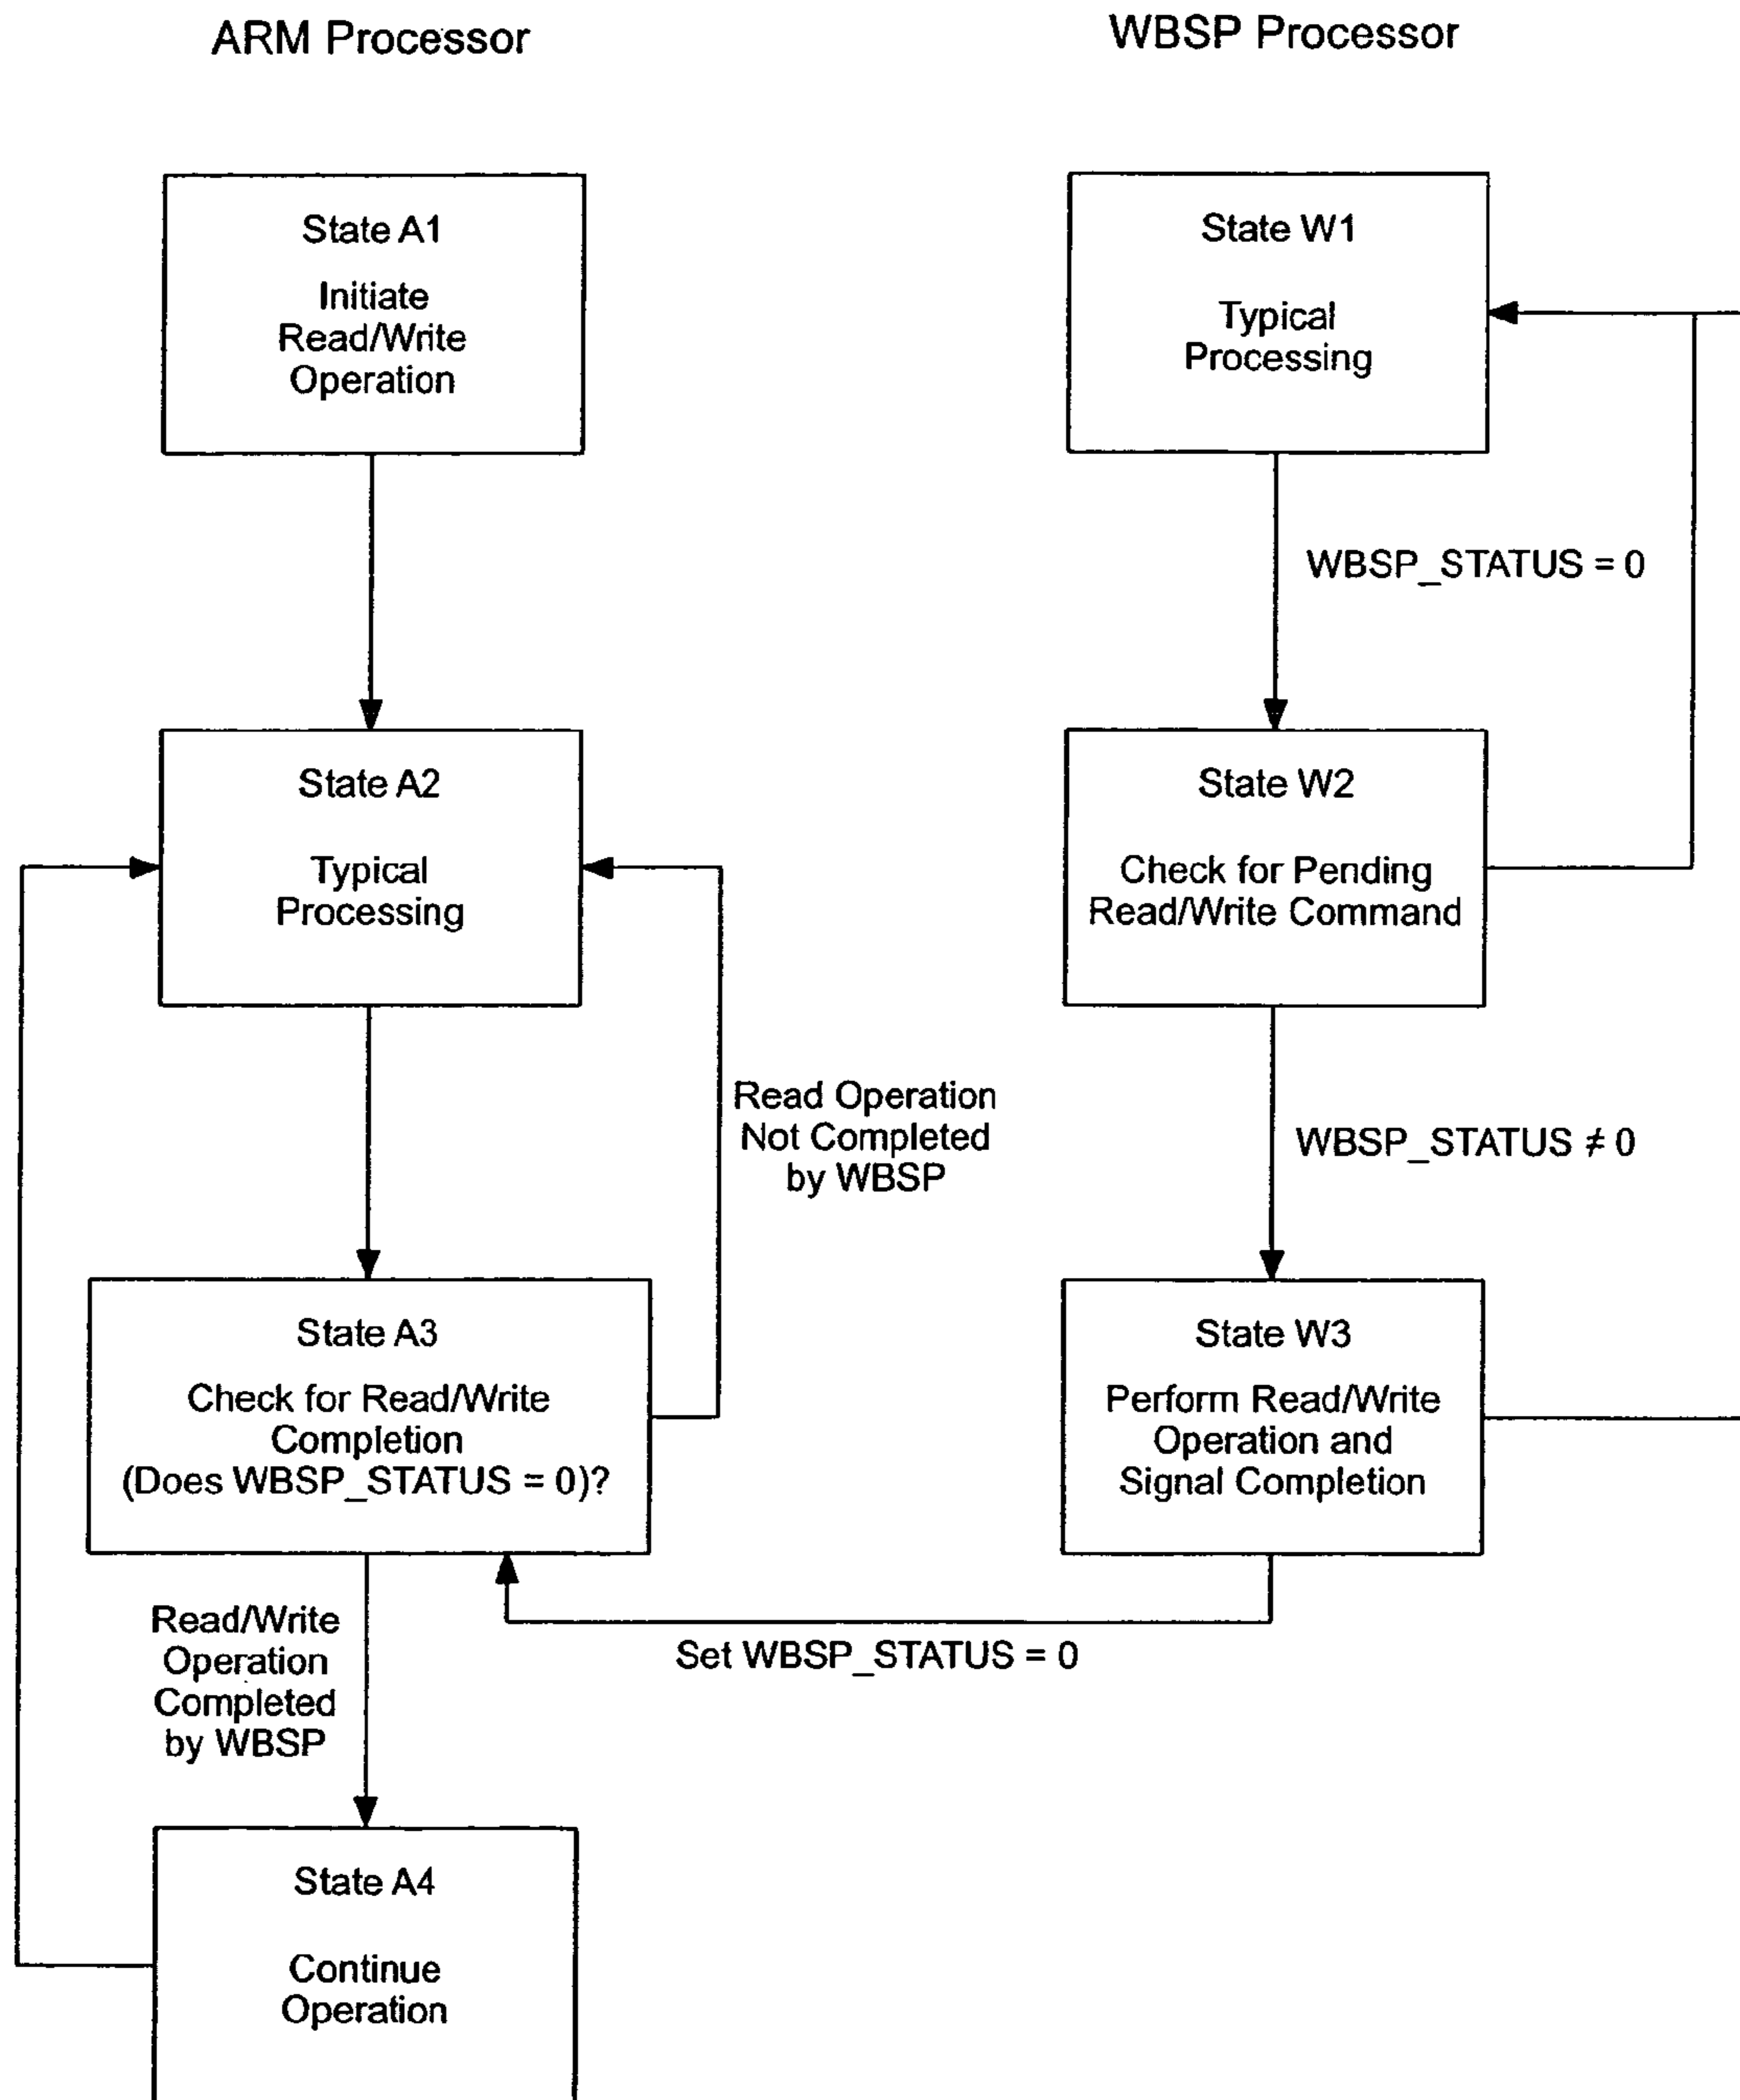 ARM Processor
WBSP Processor
State A1
Initiate
Read/Write
Operation
State W1
Typical
Processing
WBSP_STATUS = 0
State A2
Typical
Processing
State W2
Check for Pending
Read/Write Command
Read Operation
Not Completed
by WBSP
WBSP_STATUS ≠ 0
State A3
Check for Read/Write
Completion
(Does WBSP_STATUS = 0)?
State W3
Perform Read/Write
Operation and
Signal Completion
Read/Write
Operation
Completed
by WBSP
Set WBSP_STATUS = 0
State A4
Continue
Operation